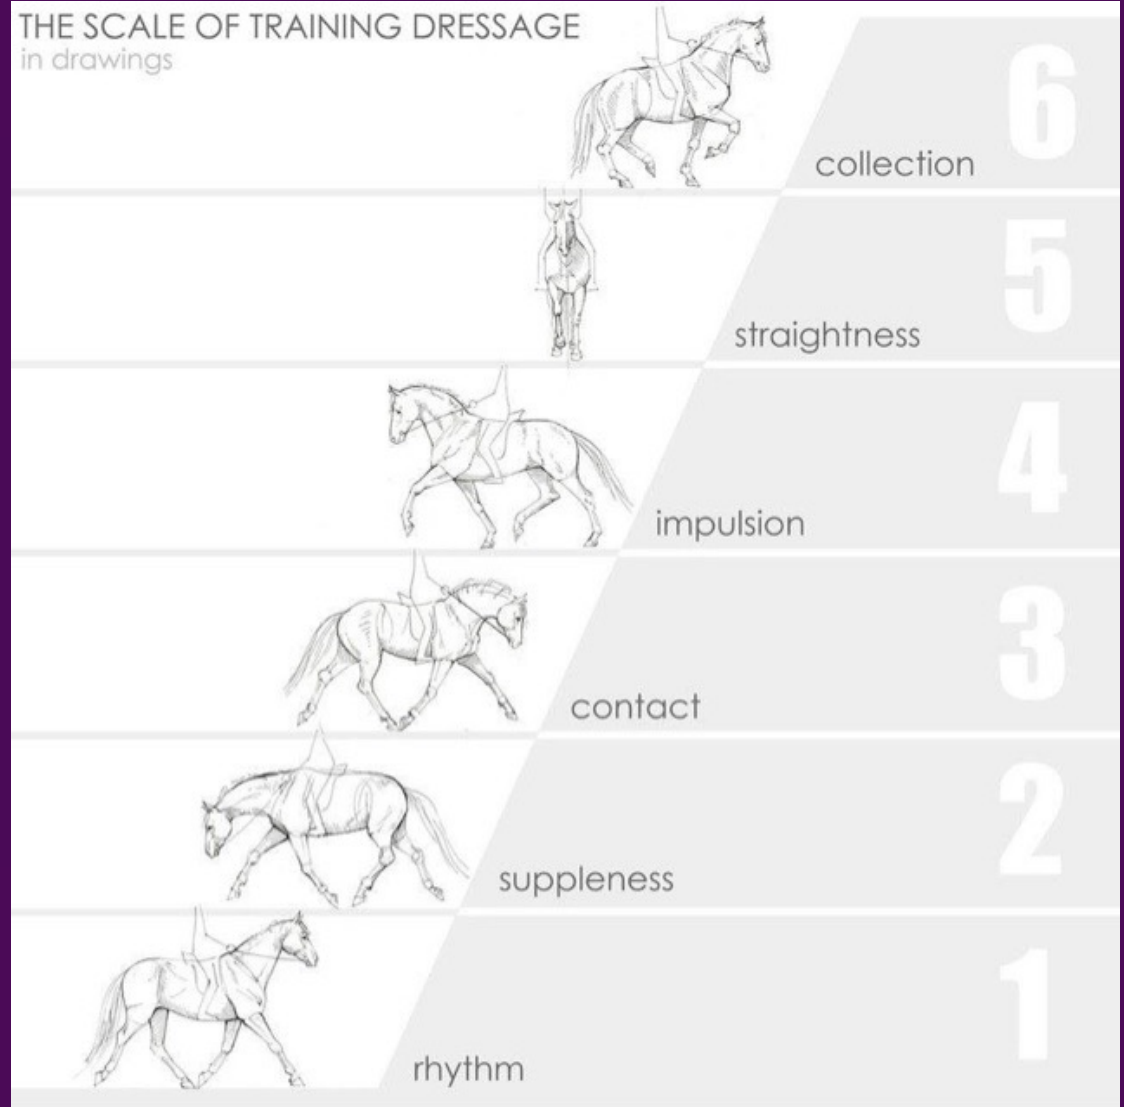 THE SCALE OF TRAINING DRESSAGE
in drawings
6
collection
5
straightness
4
impulsion
3
contact
2
suppleness
1
rhythm